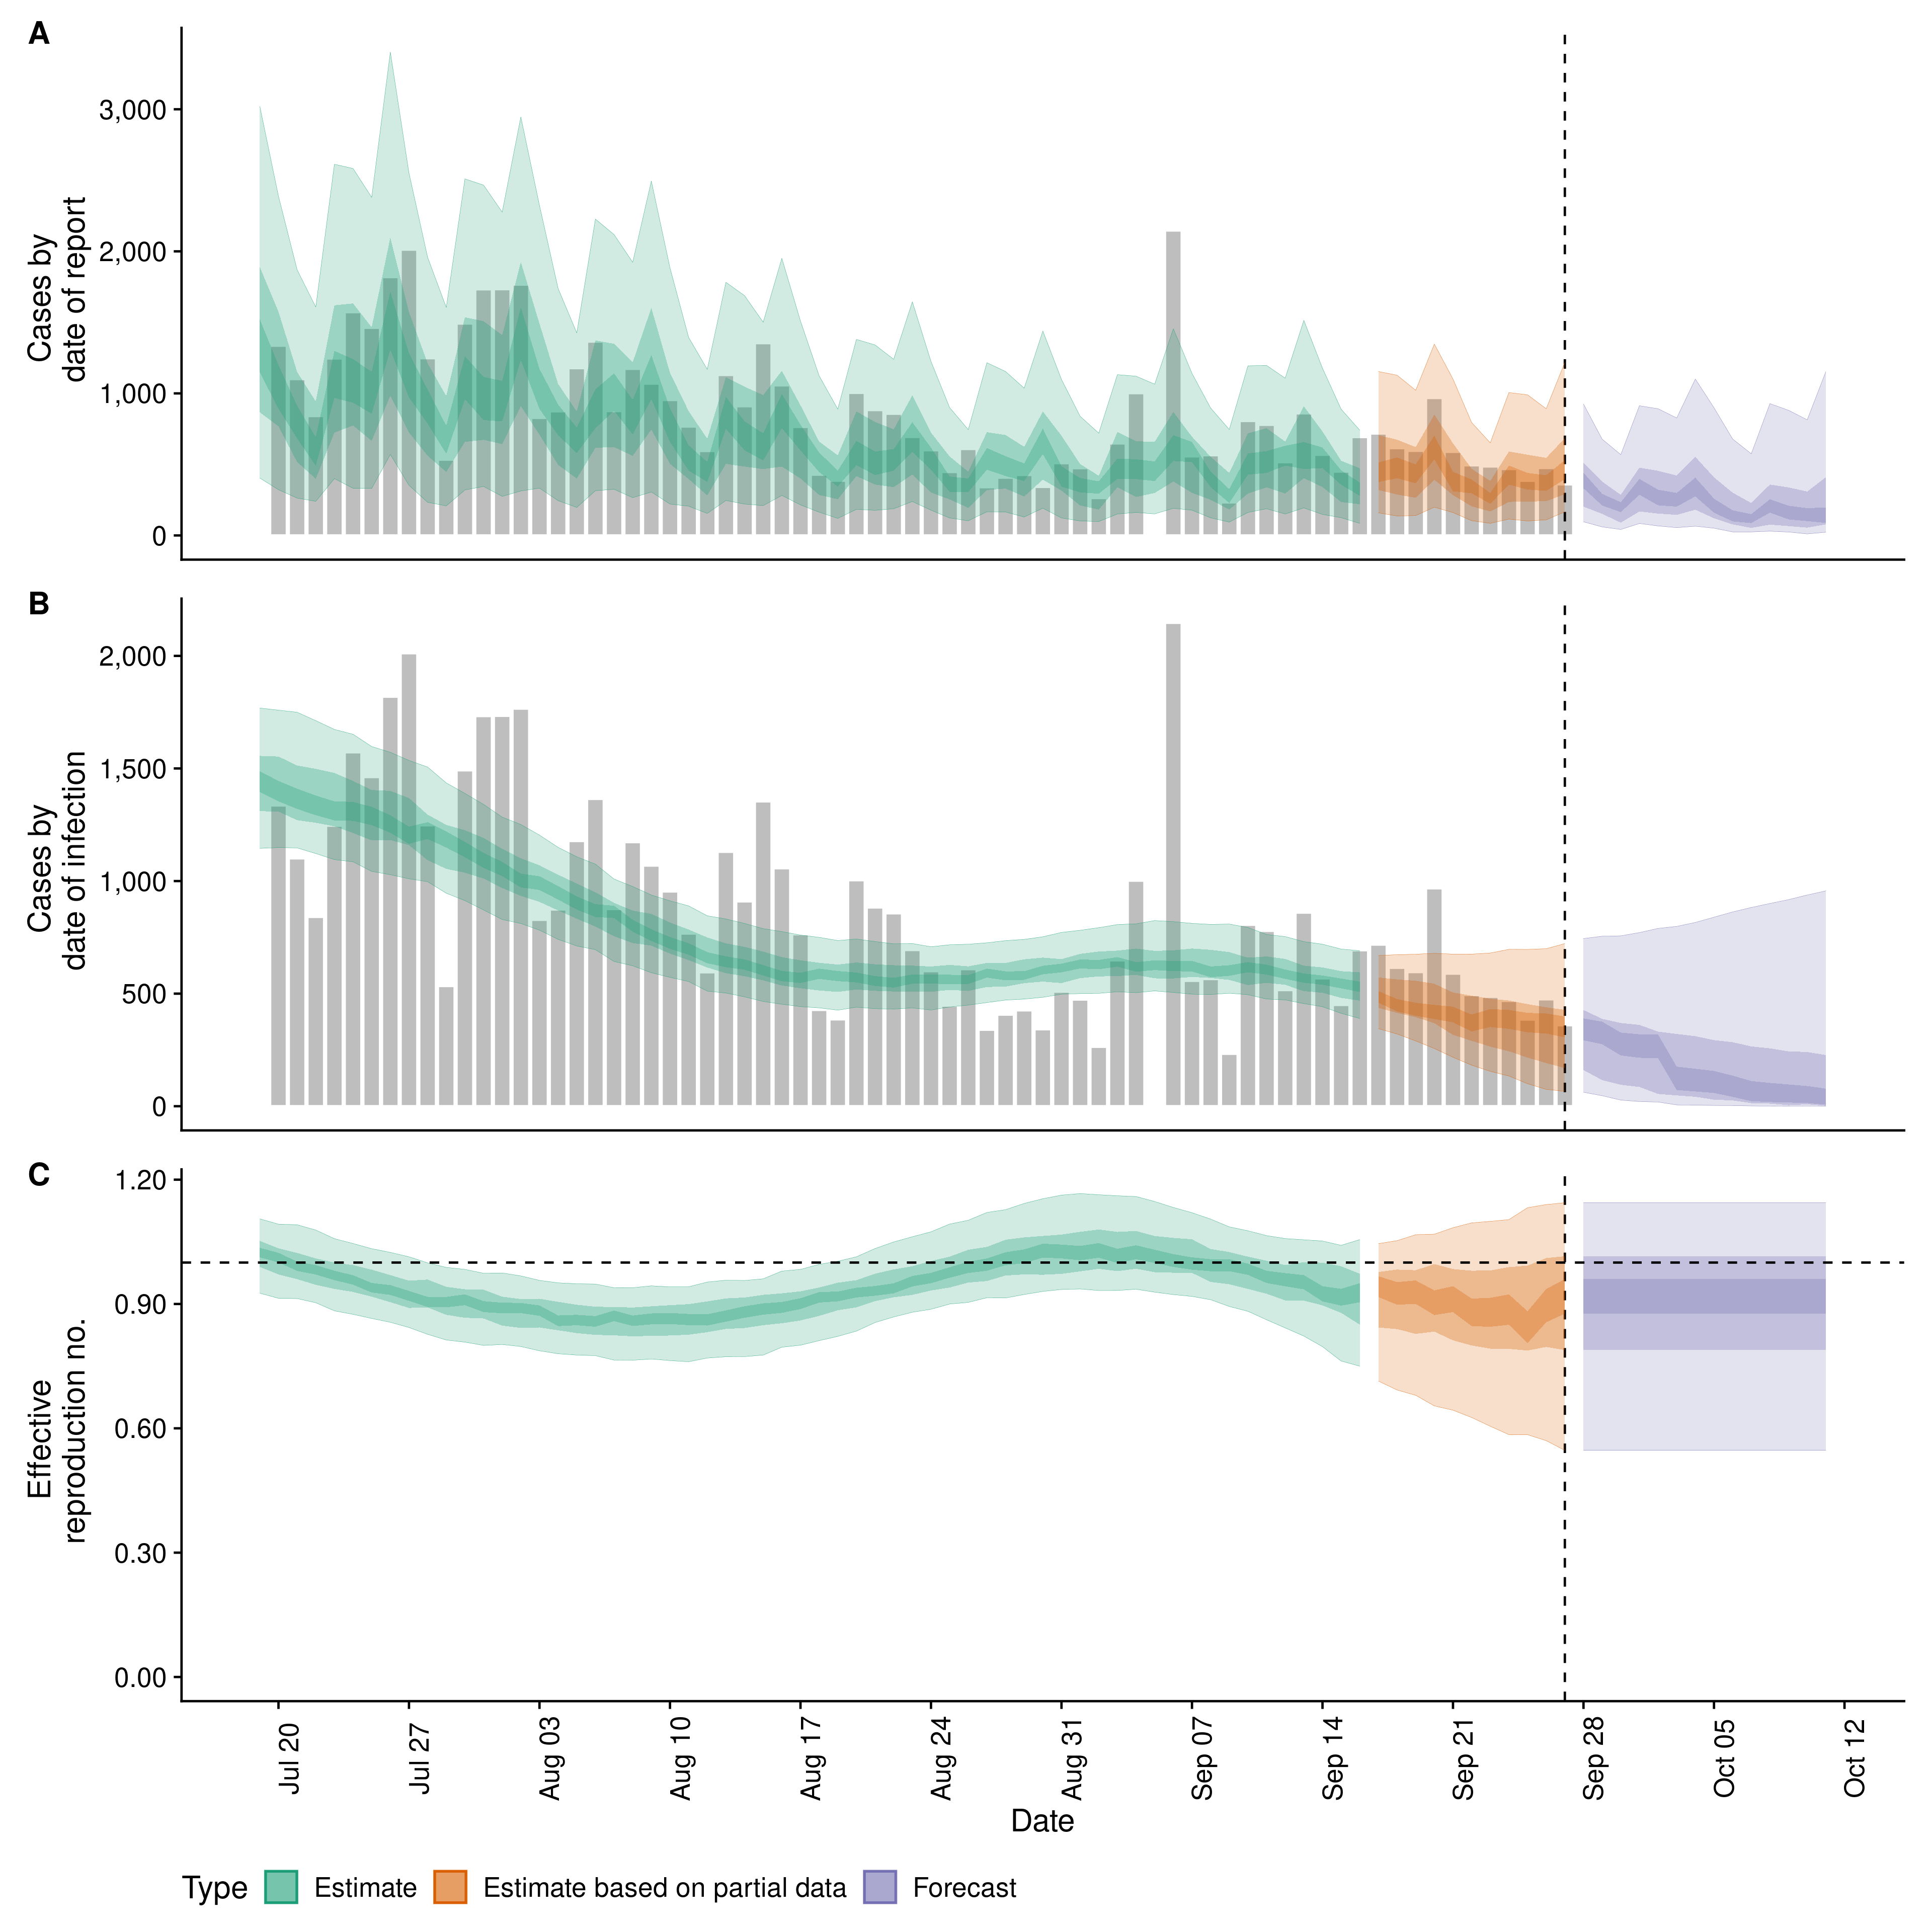 A
Cases by
date of report
3,000
2,000
1,000
0
B
Cases by
date of infection
2,000
1,500
1,000
500
0
C
Effective
reproduction no.
1.20
0.90
0.60
0.30
0.00
Jul 20
Jul 27
Aug 03
Aug 10
Aug 17
Aug 24
Aug 31
Sep 07
Sep 14
Sep 21
Sep 28
Oct 05
Oct 12
Date
Type Estimate Estimate based on partial data Forecast